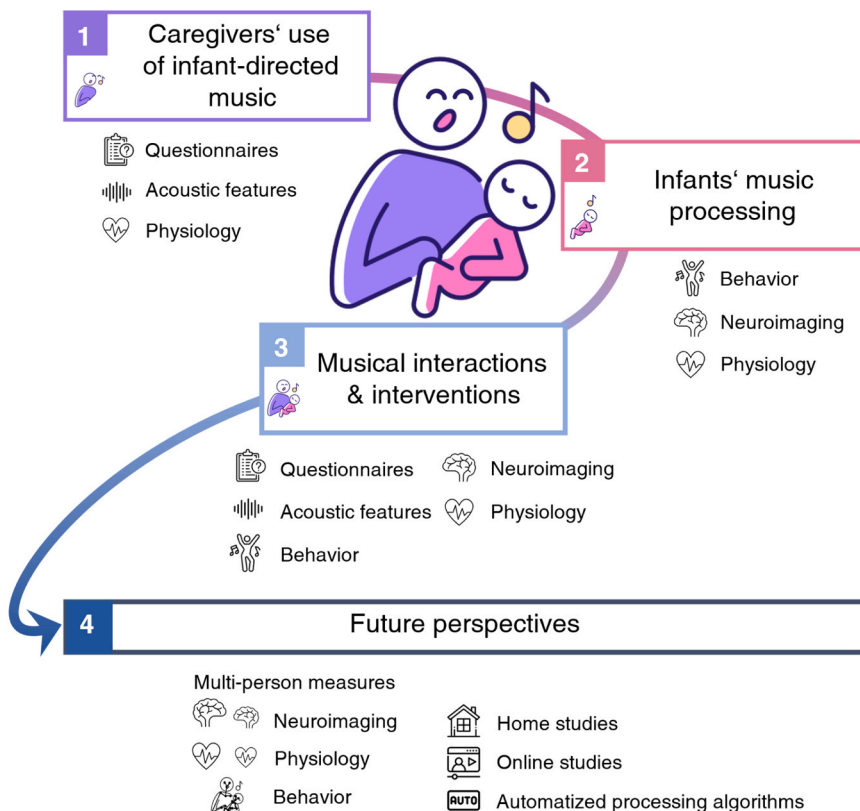 1
Caregivers‘ use
of infant-directed
music
Questionnaires
Acoustic features
Physiology
2
Infants‘ music
processing
Behavior
Neuroimaging
Physiology
3
Musical interactions
& interventions
Questionnaires
Acoustic features
Behavior
Neuroimaging
Physiology
4
Future perspectives
Multi-person measures
Neuroimaging
Physiology
Behavior
Home studies
Online studies
AUTO
Automatized processing algorithms